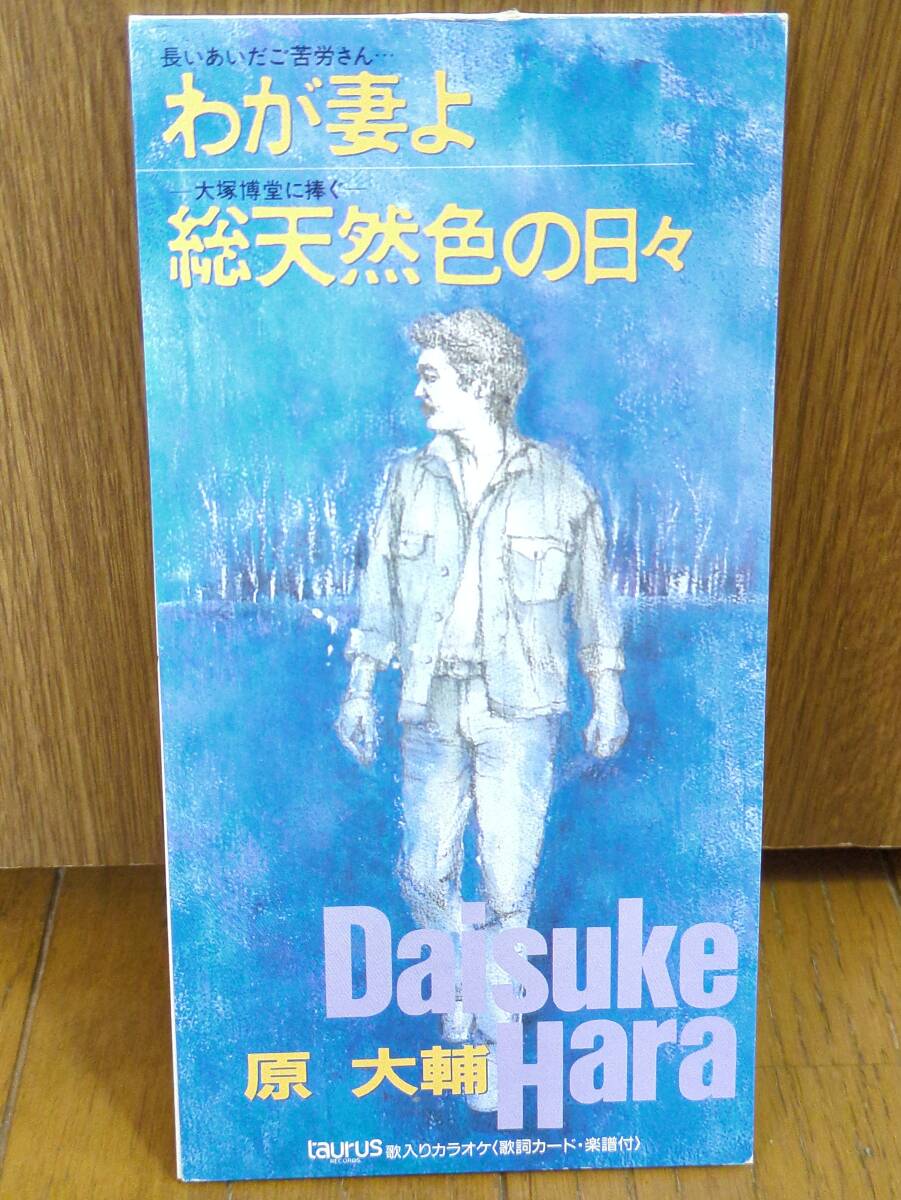 長いあいだご苦労さん…
わが妻よ
―大塚博堂に捧ぐ―
総天然色の日々
Daisuke
Hara
原 大輔
taurus
RECORDS
歌入りカラオケ〈歌詞カード・楽譜付〉